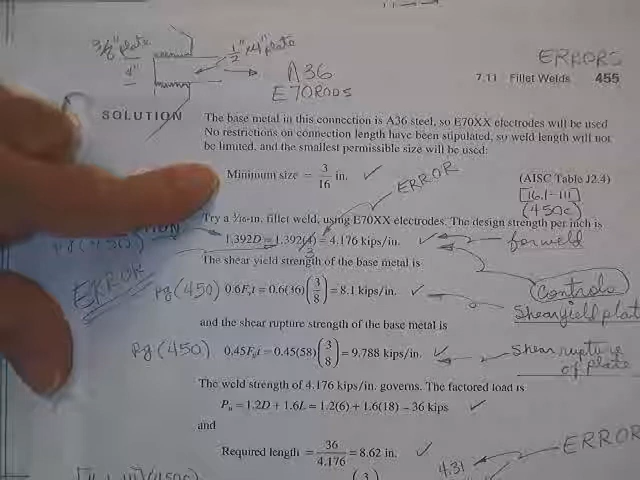 3/8" plate
1/2 x4" plate
4"
A36
E70RODS
ERRORS
7.11 Fillet Welds 455
SOLUTION
The base metal in this connection is A36 steel, so E70XX electrodes will be used
No restrictions on connection length have been stipulated, so weld length will not
be limited, and the smallest permissible size will be used:
Minimum size = 3/16 in. ✓
(AISC Table J2.4)
[16.1-111]
(450c)
ERROR
Try a 3/16-in. fillet weld, using E70XX electrodes. The design strength per inch is
pg(450)
1.392D = 1.392(4) = 4.176 kips/in. ✓
3
for weld
The shear yield strength of the base metal is
ERROR
pg(450) 0.6Fyt = 0.6(36)(3/8) = 8.1 kips/in. ✓
Controls
Shear yield plat
and the shear rupture strength of the base metal is
pg(450) 0.45Fut = 0.45(58)(3/8) = 9.788 kips/in. ✓
Shear rupture
of plate
The weld strength of 4.176 kips/in. governs. The factored load is
Pu = 1.2D + 1.6L = 1.2(6) + 1.6(18) = 36 kips ✓
and
Required length = 36/4.176 = 8.62 in. ✓
ERROR
4.31